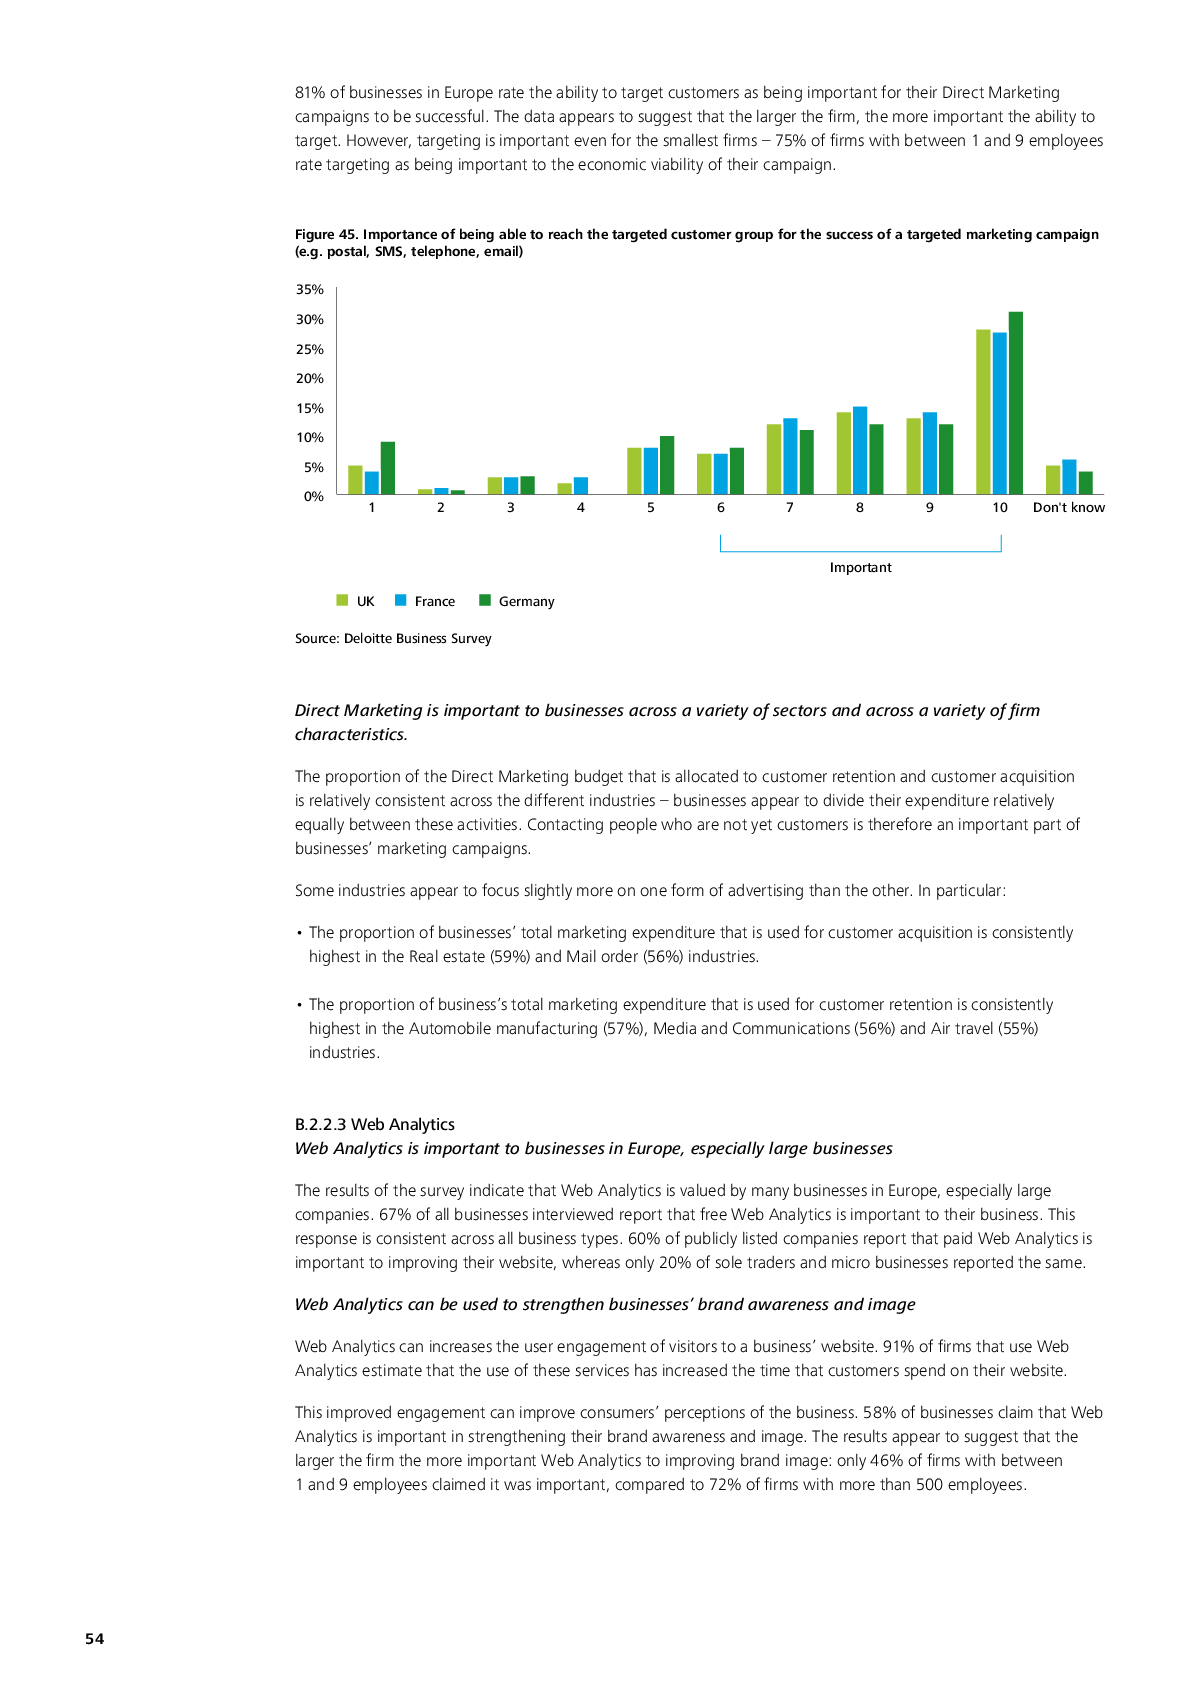 81% of businesses in Europe rate the ability to target customers as being important for their Direct Marketing
campaigns to be successful. The data appears to suggest that the larger the firm, the more important the ability to
target. However, targeting is important even for the smallest firms – 75% of firms with between 1 and 9 employees
rate targeting as being important to the economic viability of their campaign.
Figure 45. Importance of being able to reach the targeted customer group for the success of a targeted marketing campaign
(e.g. postal, SMS, telephone, email)
35%
30%
25%
20%
15%
10%
5%
0%
1 2 3 4 5 6 7 8 9 10 Don't know
Important
UK France Germany
Source: Deloitte Business Survey
Direct Marketing is important to businesses across a variety of sectors and across a variety of firm
characteristics.
The proportion of the Direct Marketing budget that is allocated to customer retention and customer acquisition
is relatively consistent across the different industries – businesses appear to divide their expenditure relatively
equally between these activities. Contacting people who are not yet customers is therefore an important part of
businesses’ marketing campaigns.
Some industries appear to focus slightly more on one form of advertising than the other. In particular:
• The proportion of businesses’ total marketing expenditure that is used for customer acquisition is consistently
highest in the Real estate (59%) and Mail order (56%) industries.
• The proportion of business’s total marketing expenditure that is used for customer retention is consistently
highest in the Automobile manufacturing (57%), Media and Communications (56%) and Air travel (55%)
industries.
B.2.2.3 Web Analytics
Web Analytics is important to businesses in Europe, especially large businesses
The results of the survey indicate that Web Analytics is valued by many businesses in Europe, especially large
companies. 67% of all businesses interviewed report that free Web Analytics is important to their business. This
response is consistent across all business types. 60% of publicly listed companies report that paid Web Analytics is
important to improving their website, whereas only 20% of sole traders and micro businesses reported the same.
Web Analytics can be used to strengthen businesses’ brand awareness and image
Web Analytics can increases the user engagement of visitors to a business’ website. 91% of firms that use Web
Analytics estimate that the use of these services has increased the time that customers spend on their website.
This improved engagement can improve consumers’ perceptions of the business. 58% of businesses claim that Web
Analytics is important in strengthening their brand awareness and image. The results appear to suggest that the
larger the firm the more important Web Analytics to improving brand image: only 46% of firms with between
1 and 9 employees claimed it was important, compared to 72% of firms with more than 500 employees.
54